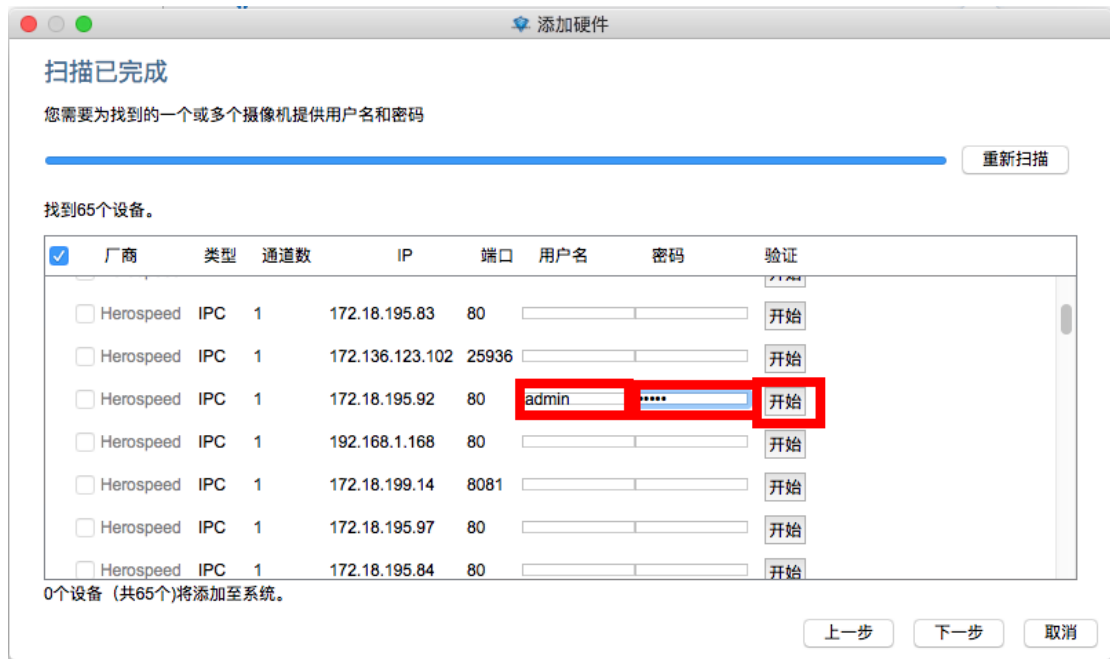 添加硬件
扫描已完成
您需要为找到的一个或多个摄像机提供用户名和密码
重新扫描
找到65个设备。
厂商 类型 通道数 IP 端口 用户名 密码 验证
Herospeed IPC 1 172.18.195.83 80 开始
Herospeed IPC 1 172.136.123.102 25936 开始
Herospeed IPC 1 172.18.195.92 80 admin ••••• 开始
Herospeed IPC 1 192.168.1.168 80 开始
Herospeed IPC 1 172.18.199.14 8081 开始
Herospeed IPC 1 172.18.195.97 80 开始
Herospeed IPC 1 172.18.195.84 80 开始
0个设备（共65个)将添加至系统。
上一步 下一步 取消